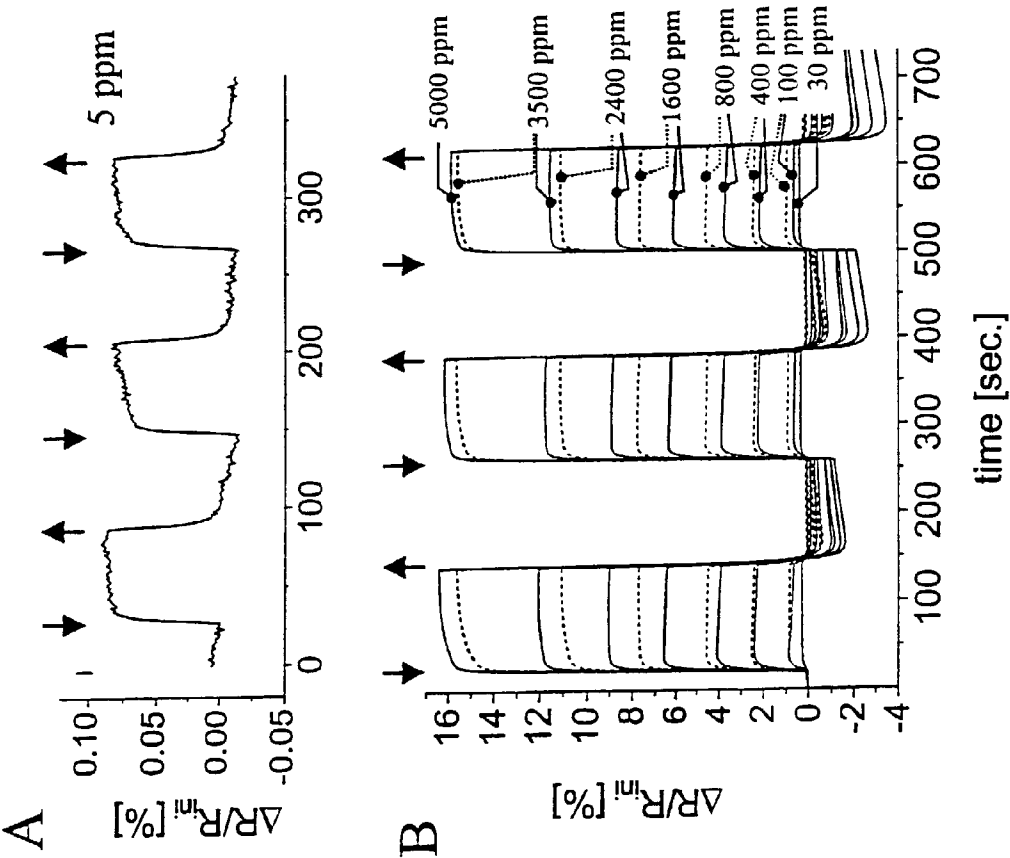 A
5 ppm
ΔR/R_ini [%]
0.10
0.05
0.00
-0.05
0
100
200
300
B
5000 ppm
3500 ppm
2400 ppm
1600 ppm
800 ppm
400 ppm
100 ppm
30 ppm
ΔR/R_ini [%]
16
14
12
10
8
6
4
2
0
-2
-4
100
200
300
400
500
600
700
time [sec.]